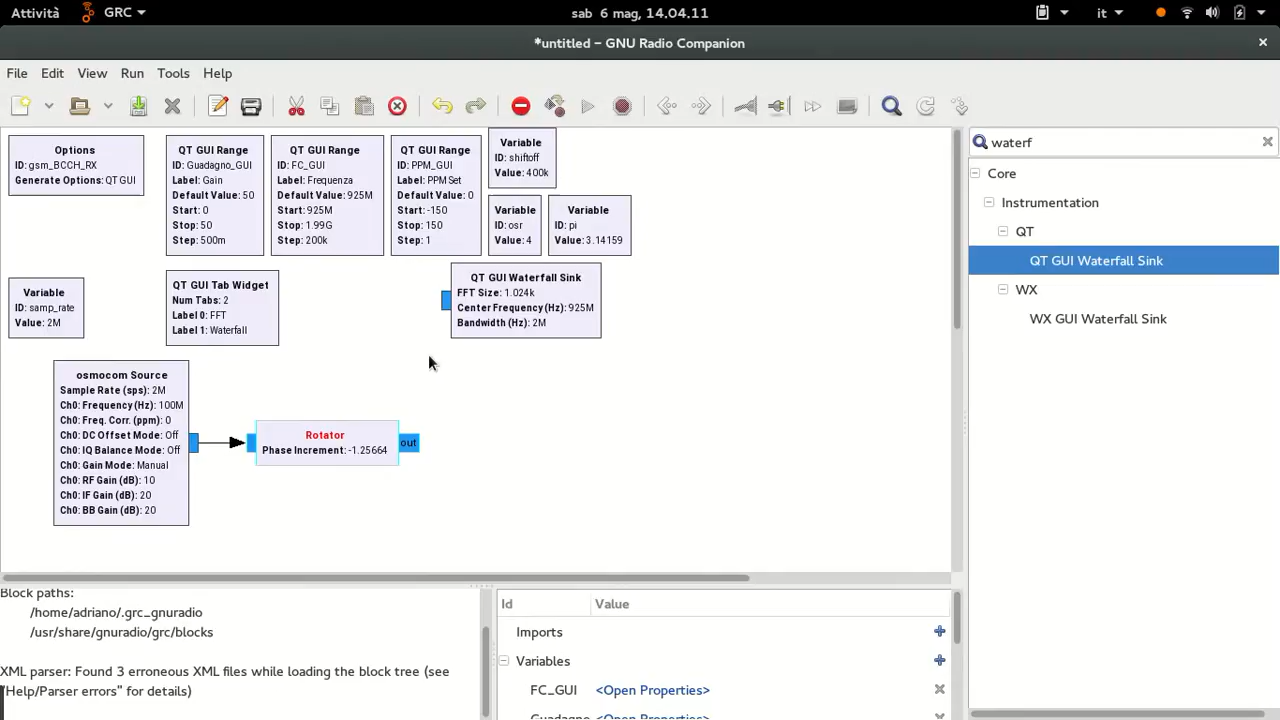 Attività
GRC
sab 6 mag, 14.04.11
it
*untitled – GNU Radio Companion
File Edit View Run Tools Help
Options
ID: gsm_BCCH_RX
Generate Options: QT GUI
QT GUI Range
ID: Guadagno_GUI
Label: Gain
Default Value: 50
Start: 0
Stop: 50
Step: 500m
QT GUI Range
ID: FC_GUI
Label: Frequenza
Default Value: 925M
Start: 925M
Stop: 1.99G
Step: 200k
QT GUI Range
ID: PPM_GUI
Label: PPM Set
Default Value: 0
Start: -150
Stop: 150
Step: 1
Variable
ID: shiftoff
Value: 400k
Variable
ID: osr
Value: 4
Variable
ID: pi
Value: 3.14159
Variable
ID: samp_rate
Value: 2M
QT GUI Tab Widget
Num Tabs: 2
Label 0: FFT
Label 1: Waterfall
QT GUI Waterfall Sink
FFT Size: 1.024k
Center Frequency (Hz): 925M
Bandwidth (Hz): 2M
osmocom Source
Sample Rate (sps): 2M
Ch0: Frequency (Hz): 100M
Ch0: Freq. Corr. (ppm): 0
Ch0: DC Offset Mode: Off
Ch0: IQ Balance Mode: Off
Ch0: Gain Mode: Manual
Ch0: RF Gain (dB): 10
Ch0: IF Gain (dB): 20
Ch0: BB Gain (dB): 20
Rotator
Phase Increment: -1.25664
out
waterf
Core
Instrumentation
QT
QT GUI Waterfall Sink
WX
WX GUI Waterfall Sink
Block paths:
/home/adriano/.grc_gnuradio
/usr/share/gnuradio/grc/blocks
XML parser: Found 3 erroneous XML files while loading the block tree (see
"Help/Parser errors" for details)
Id Value
Imports
Variables
FC_GUI <Open Properties>
Guadagno <Open Properties>